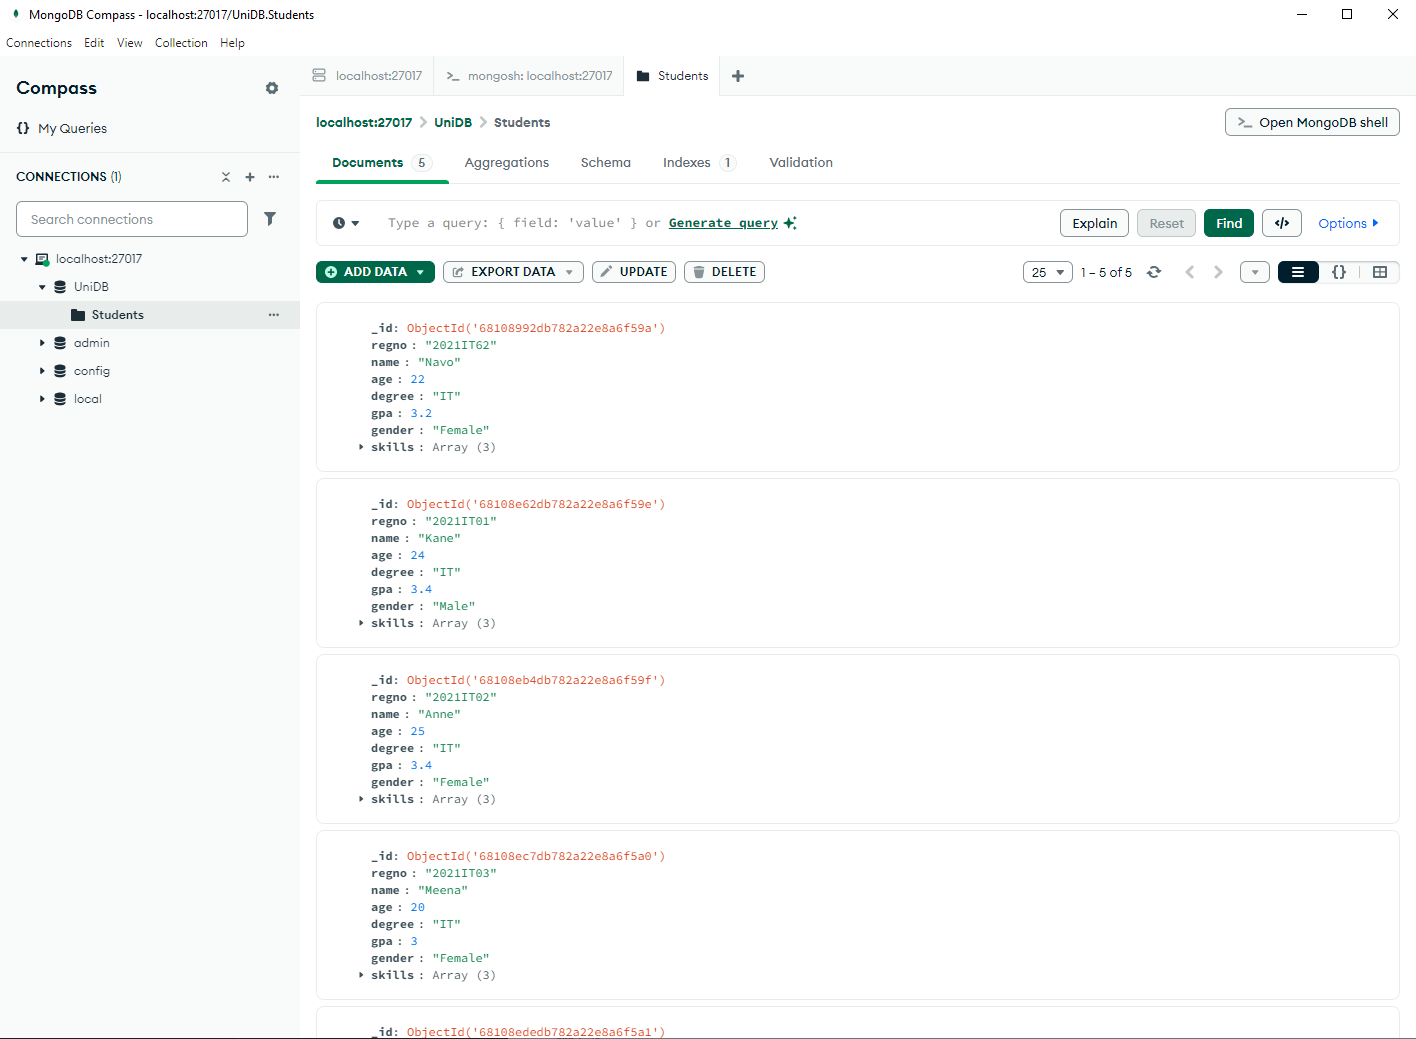 MongoDB Compass - localhost:27017/UniDB.Students
Connections Edit View Collection Help
Compass
{} My Queries
CONNECTIONS (1)
Search connections
localhost:27017
UniDB
Students
admin
config
local
localhost:27017 >_ mongosh: localhost:27017 Students
localhost:27017 > UniDB > Students
>_ Open MongoDB shell
Documents 5 Aggregations Schema Indexes 1 Validation
Type a query: { field: 'value' } or Generate query
Explain Reset Find </> Options
ADD DATA EXPORT DATA UPDATE DELETE
25 1 – 5 of 5 {}
_id: ObjectId('68108992db782a22e8a6f59a')
regno : "2021IT62"
name : "Navo"
age : 22
degree : "IT"
gpa : 3.2
gender : "Female"
skills : Array (3)
_id: ObjectId('68108e62db782a22e8a6f59e')
regno : "2021IT01"
name : "Kane"
age : 24
degree : "IT"
gpa : 3.4
gender : "Male"
skills : Array (3)
_id: ObjectId('68108eb4db782a22e8a6f59f')
regno : "2021IT02"
name : "Anne"
age : 25
degree : "IT"
gpa : 3.4
gender : "Female"
skills : Array (3)
_id: ObjectId('68108ec7db782a22e8a6f5a0')
regno : "2021IT03"
name : "Meena"
age : 20
degree : "IT"
gpa : 3
gender : "Female"
skills : Array (3)
_id: ObjectId('68108ededb782a22e8a6f5a1')